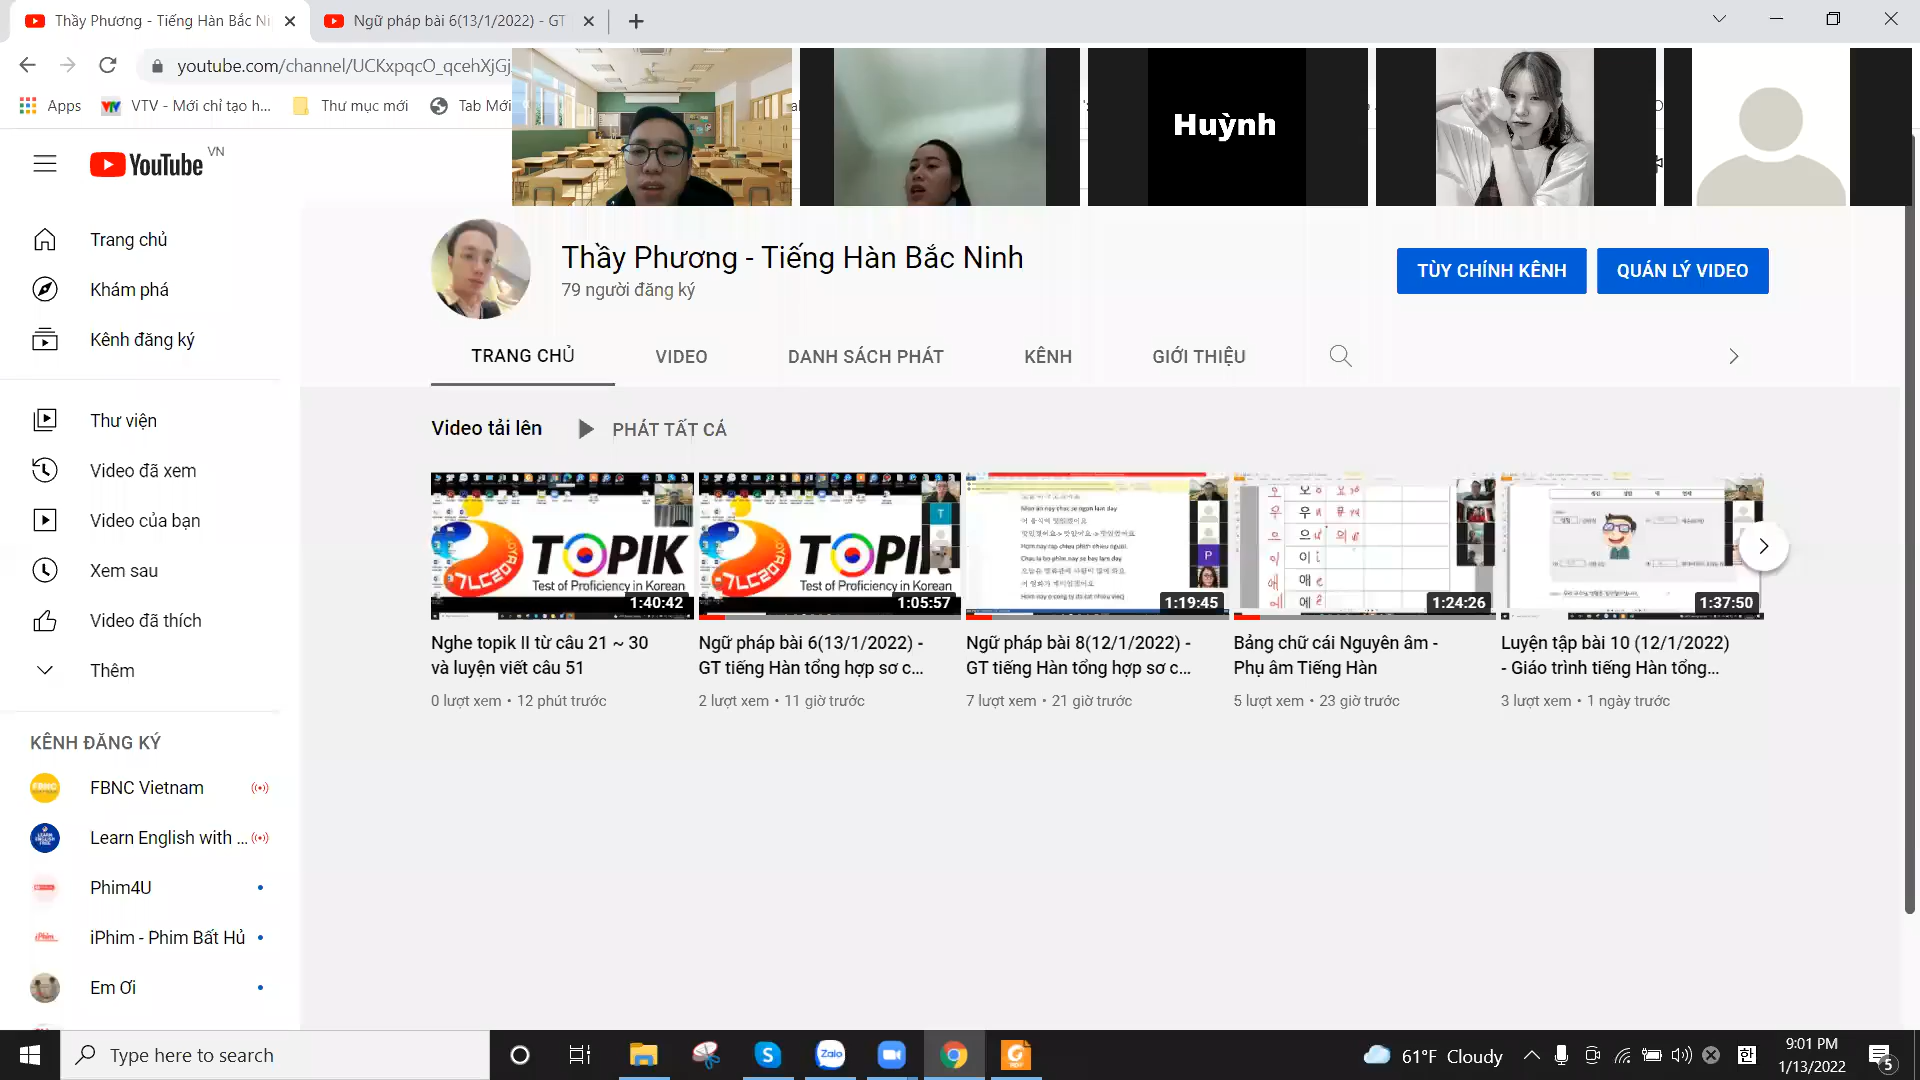 Thầy Phương - Tiếng Hàn Bắc Ni
Ngữ pháp bài 6(13/1/2022) - GT
youtube.com/channel/UCKxpqcO_qcehXjGj
Apps
VTV - Mới chỉ tạo h...
Thư mục mới
Tab Mới
Huỳnh
YouTube VN
Trang chủ
Khám phá
Kênh đăng ký
Thư viện
Video đã xem
Video của bạn
Xem sau
Video đã thích
Thêm
KÊNH ĐĂNG KÝ
FBNC Vietnam
Learn English with ...
Phim4U
iPhim - Phim Bất Hủ
Em Ơi
Thầy Phương - Tiếng Hàn Bắc Ninh
79 người đăng ký
TÙY CHỈNH KÊNH
QUẢN LÝ VIDEO
TRANG CHỦ
VIDEO
DANH SÁCH PHÁT
KÊNH
GIỚI THIỆU
Video tải lên
PHÁT TẤT CẢ
TOPIK
Test of Proficiency in Korean
1:40:42
Nghe topik II từ câu 21 ~ 30
và luyện viết câu 51
0 lượt xem • 12 phút trước
TOPI
Test of Proficiency in Korean
T
1:05:57
Ngữ pháp bài 6(13/1/2022) -
GT tiếng Hàn tổng hợp sơ c...
2 lượt xem • 11 giờ trước
P
1:19:45
Ngữ pháp bài 8(12/1/2022) -
GT tiếng Hàn tổng hợp sơ c...
7 lượt xem • 21 giờ trước
1:24:26
Bảng chữ cái Nguyên âm -
Phụ âm Tiếng Hàn
5 lượt xem • 23 giờ trước
1:37:50
Luyện tập bài 10 (12/1/2022)
- Giáo trình tiếng Hàn tổng...
3 lượt xem • 1 ngày trước
Type here to search
Zalo
61°F Cloudy
한
9:01 PM
1/13/2022
5